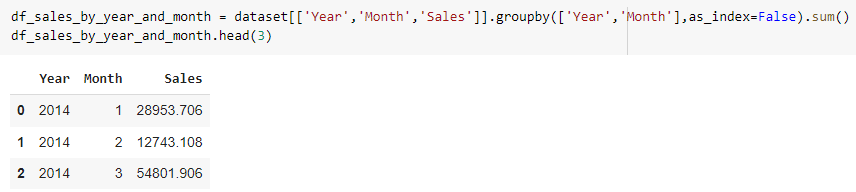 df_sales_by_year_and_month = dataset[['Year','Month','Sales']].groupby(['Year','Month'],as_index=False).sum()
df_sales_by_year_and_month.head(3)
Year Month Sales
0 2014 1 28953.706
1 2014 2 12743.108
2 2014 3 54801.906